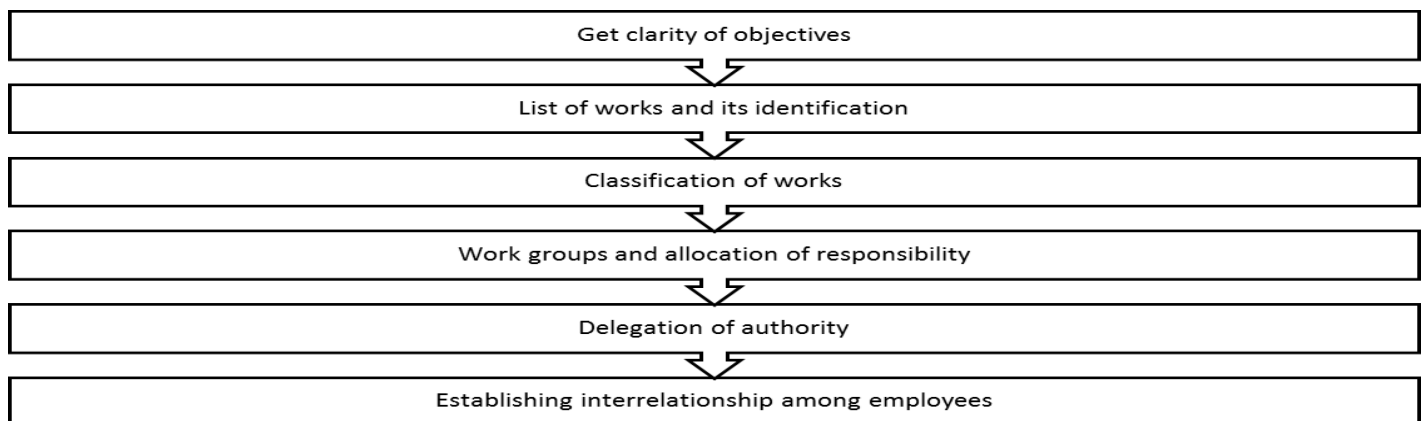 Get clarity of objectives
List of works and its identification
Classification of works
Work groups and allocation of responsibility
Delegation of authority
Establishing interrelationship among employees